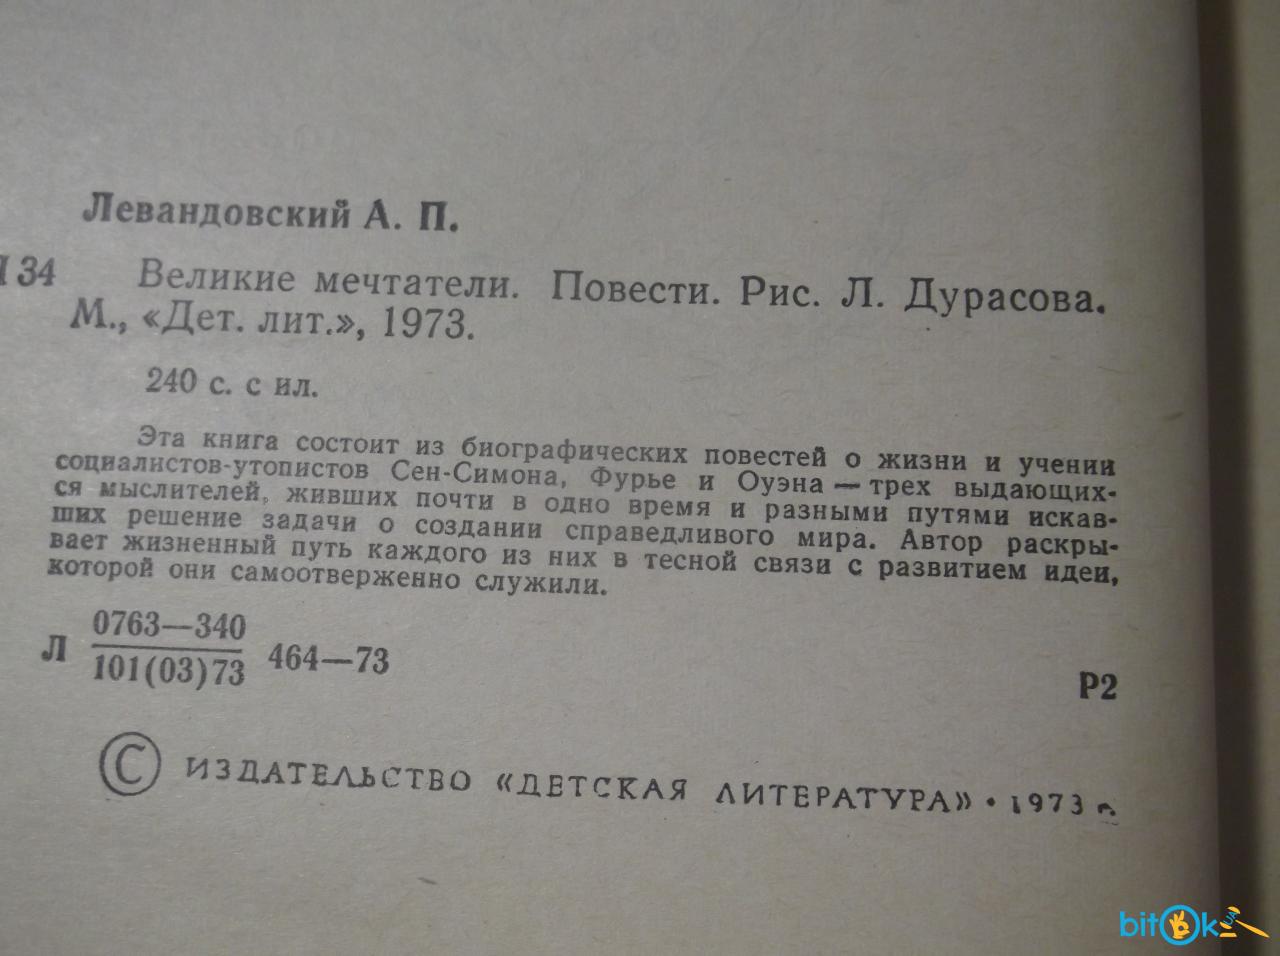 Левандовский А. П.
Л 34 Великие мечтатели. Повести. Рис. Л. Дурасова.
М., «Дет. лит.», 1973.
240 с. с ил.
Эта книга состоит из биографических повестей о жизни и учении
социалистов-утопистов Сен-Симона, Фурье и Оуэна — трех выдающих-
ся мыслителей, живших почти в одно время и разными путями искав-
ших решение задачи о создании справедливого мира. Автор раскры-
вает жизненный путь каждого из них в тесной связи с развитием идеи,
которой они самоотверженно служили.
0763—340
Л 101(03)73 464—73
Р2
© ИЗДАТЕЛЬСТВО «ДЕТСКАЯ ЛИТЕРАТУРА» • 1973 г.
bitOk UA